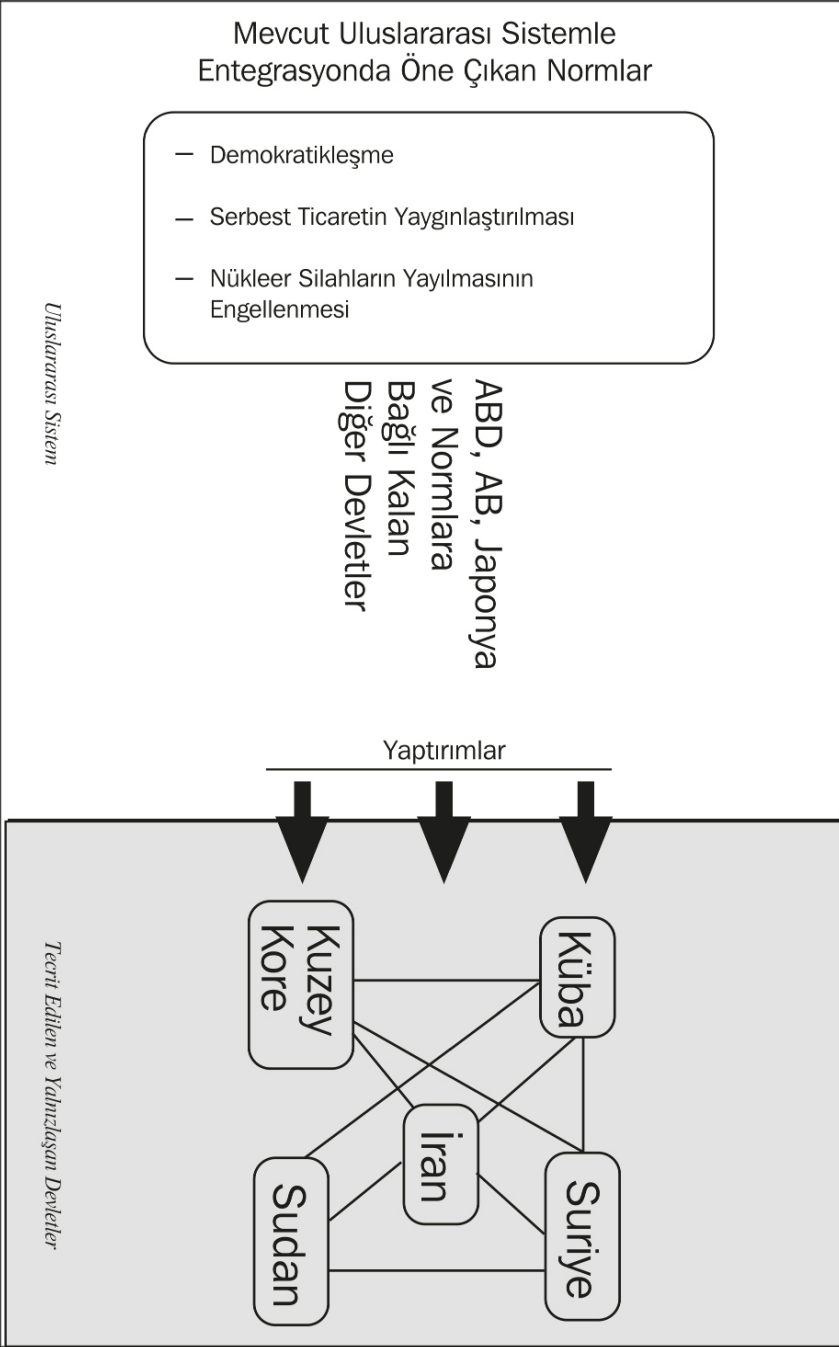 Mevcut Uluslararası Sistemle
Entegrasyonda Öne Çıkan Normlar
– Demokratikleşme
– Serbest Ticaretin Yaygınlaştırılması
– Nükleer Silahların Yayılmasının
Engellenmesi
Uluslararası Sistem
ABD, AB, Japonya
ve Normlara
Bağlı Kalan
Diğer Devletler
Yaptırımlar
Tecrit Edilen ve Yalnızlaşan Devletler
Kuzey
Kore
Küba
İran
Sudan
Suriye